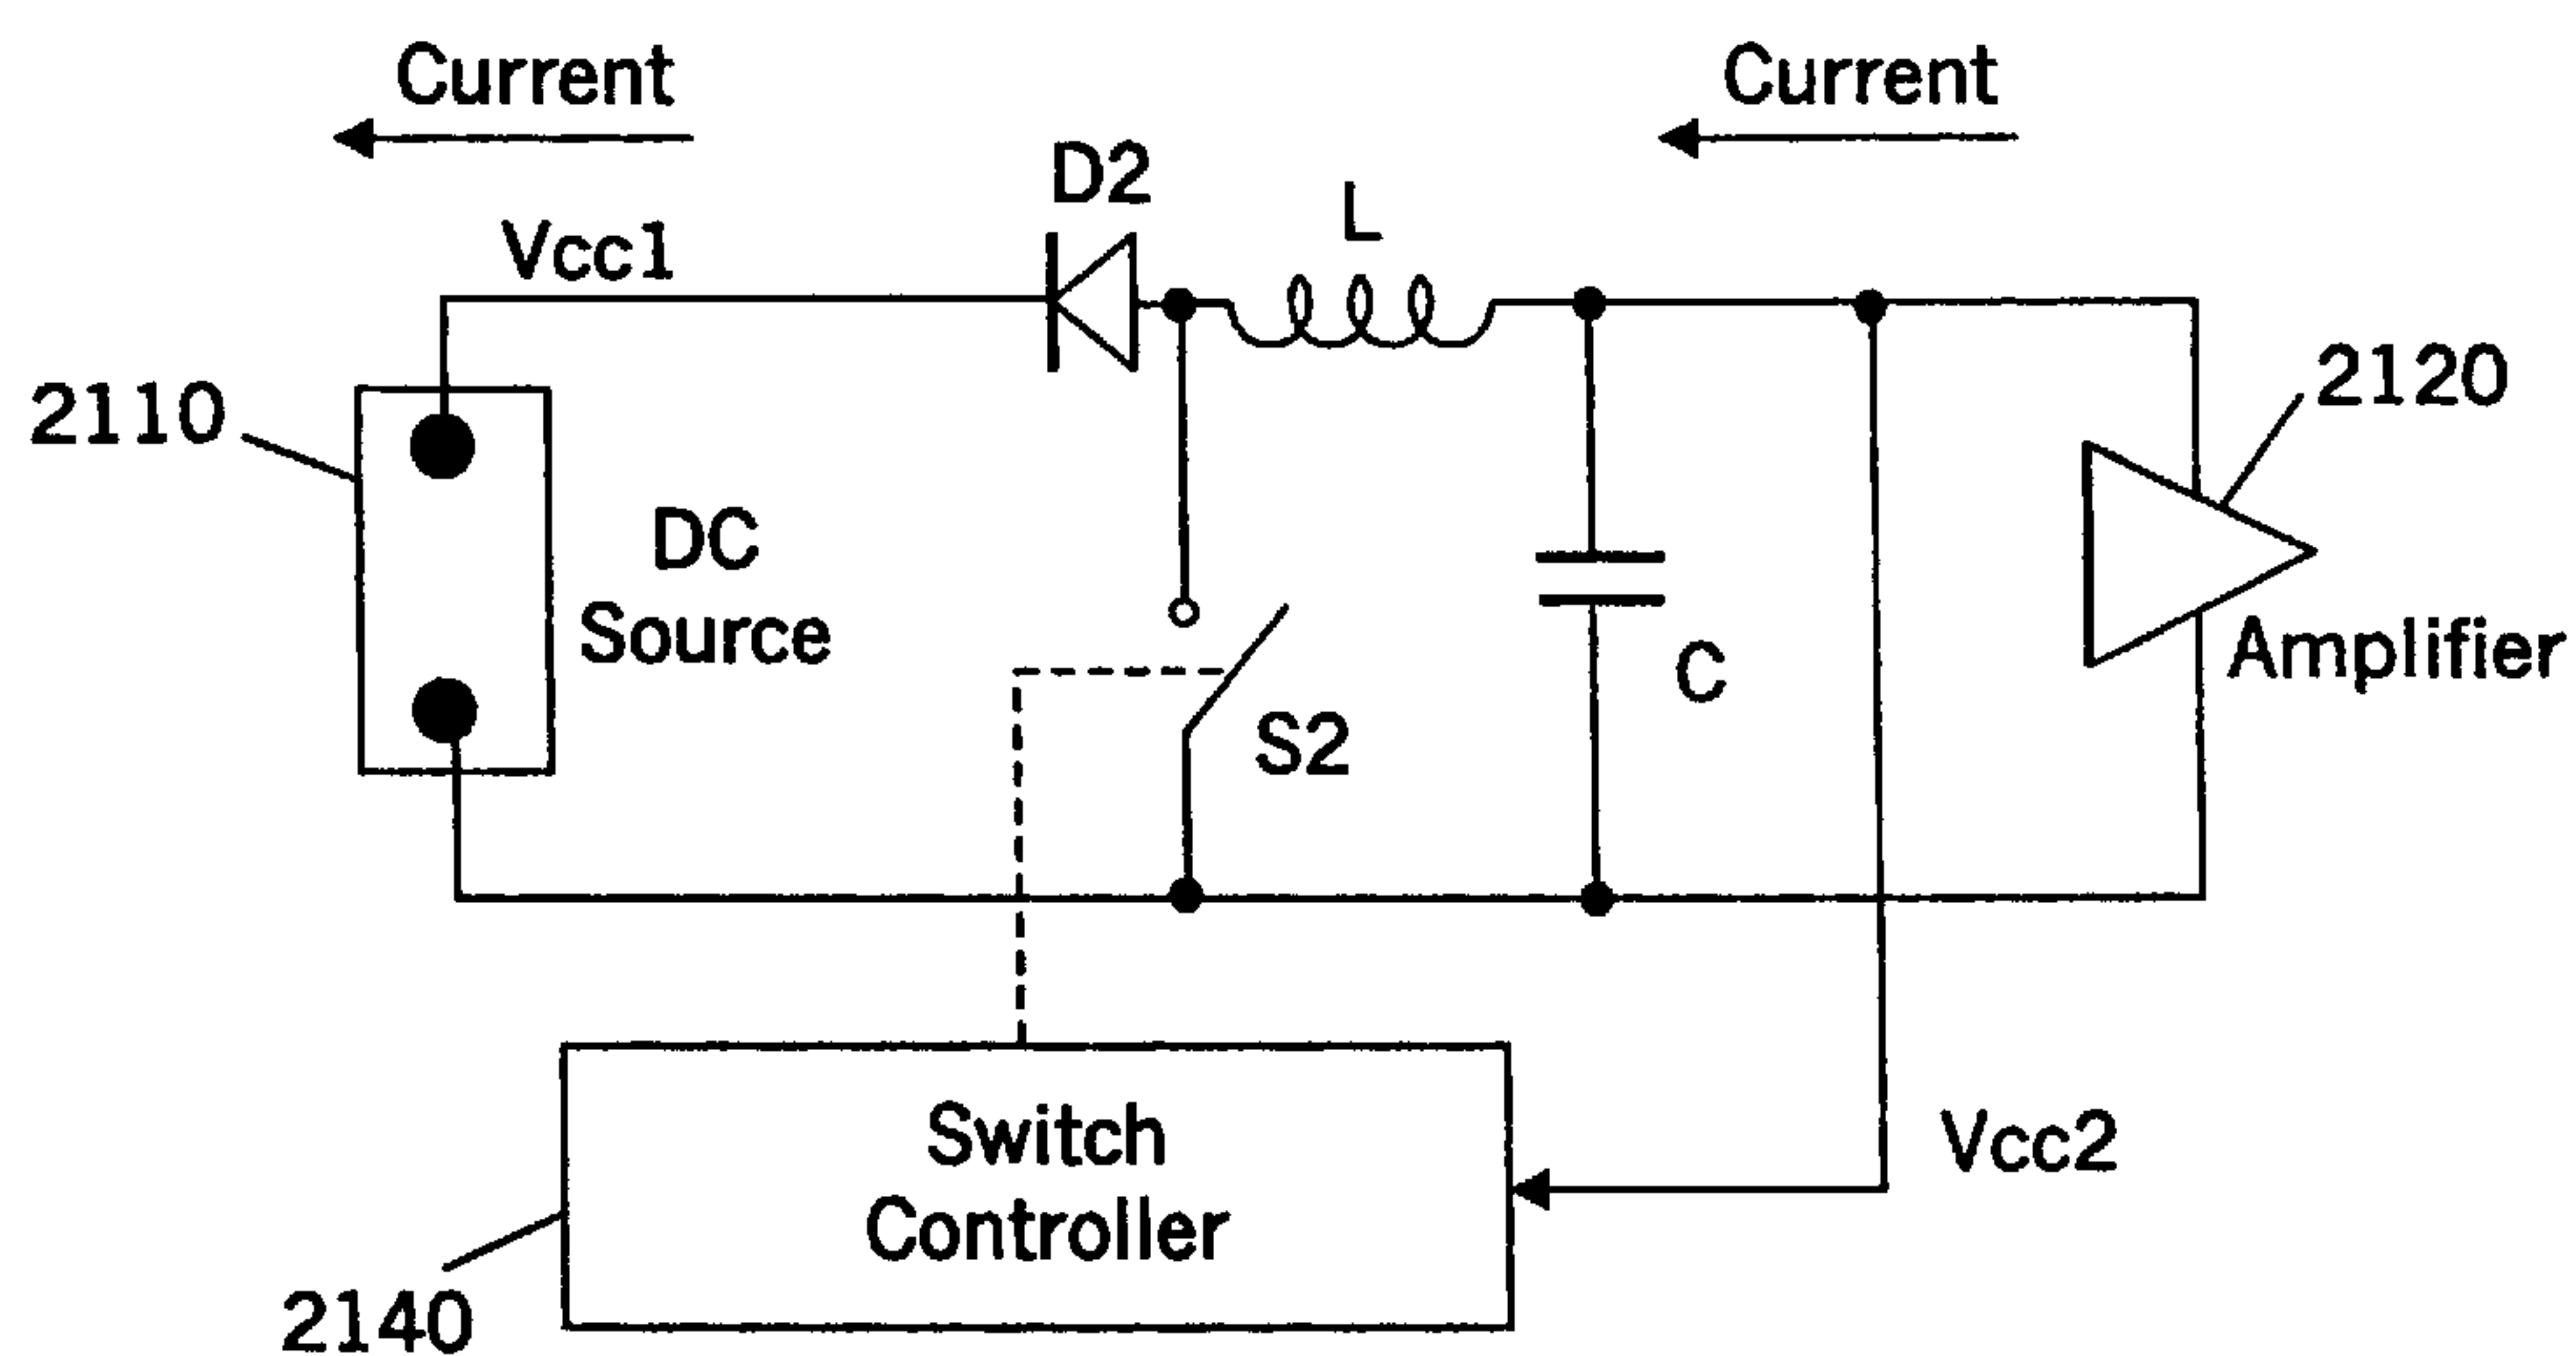 Current
Current
D2
L
Vcc1
2110
2120
DC
Source
Amplifier
C
S2
Switch
Controller
Vcc2
2140